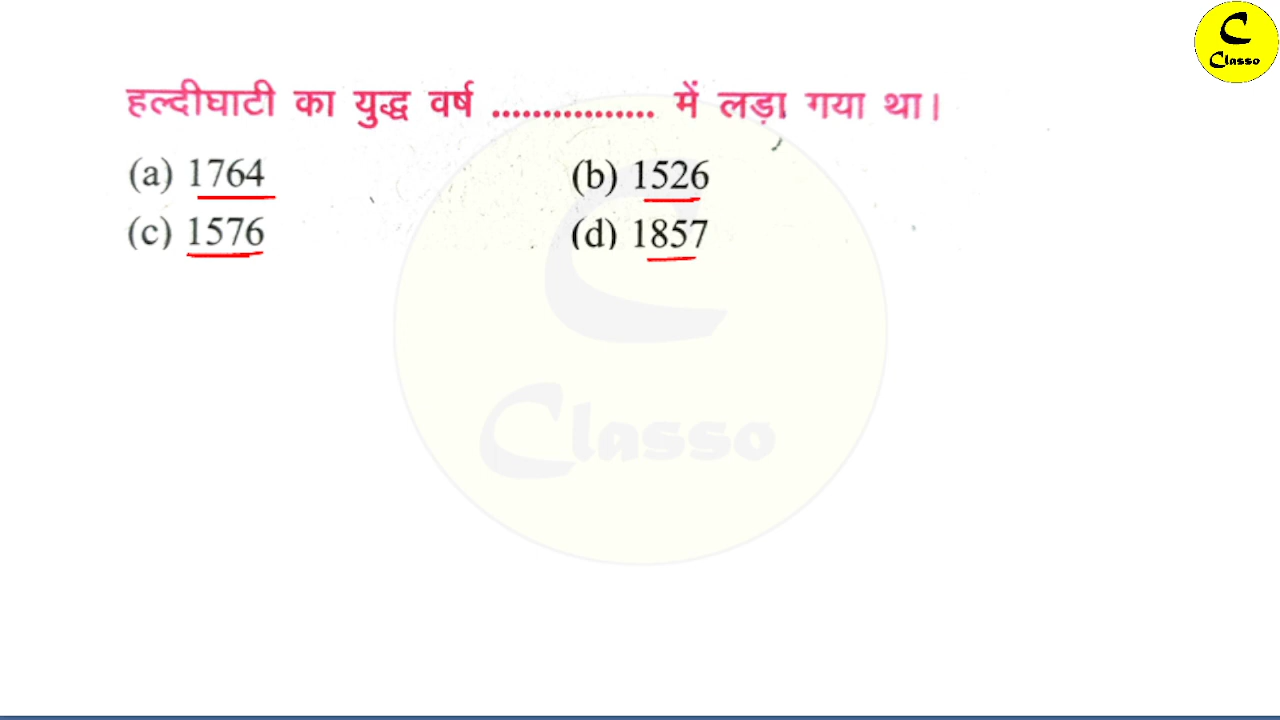 C
Classo
हल्दीघाटी का युद्ध वर्ष ................ में लड़ा गया था।
(a) 1764 (b) 1526
(c) 1576 (d) 1857
C
Classo